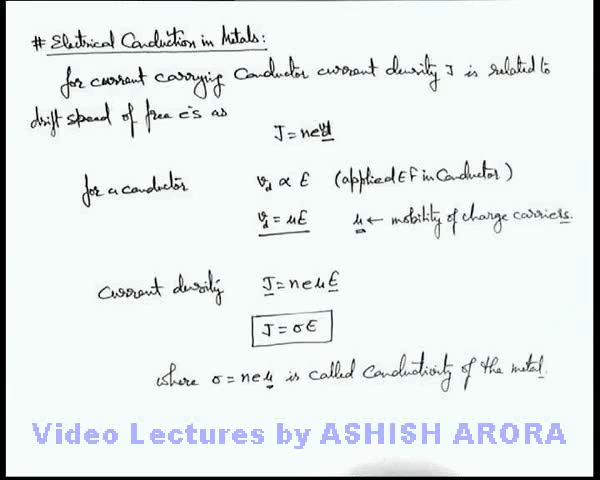 # Electrical Conduction in Metals:
for current carrying Conductor current density J is related to
drift speed of free e⁻s as
J = nevd
for a conductor vd ∝ E (applied EF in Conductor)
vd = μE μ ← mobility of charge carriers.
Current density J = neμE
J = σE
where σ = neμ is called Conductivity of the metal.
Video Lectures by ASHISH ARORA